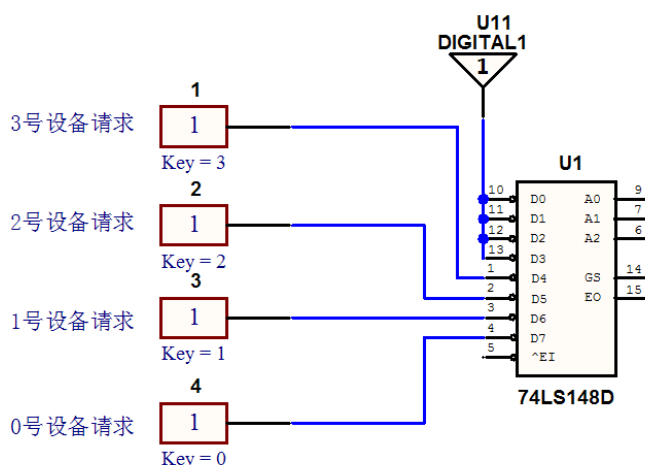 U11
DIGITAL1
1
1
3号设备请求
1
Key = 3
2
2号设备请求
1
Key = 2
3
1号设备请求
1
Key = 1
4
0号设备请求
1
Key = 0
U1
10 D0 A0 9
11 D1 A1 7
12 D2 A2 6
13 D3
1 D4 GS 14
2 D5 EO 15
3 D6
4 D7
5 ^EI
74LS148D